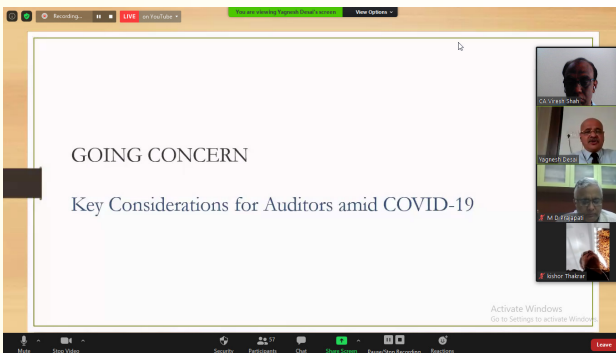 Recording...
LIVE on YouTube
You are viewing Yagnesh Desai's screen
View Options
CA Viresh Shah
GOING CONCERN
Yagnesh Desai
Key Considerations for Auditors amid COVID-19
M D Prajapati
kishor Thakrar
Activate Windows
Go to Settings to activate Windows.
Mute
Stop Video
Security
Participants
57
Chat
Share Screen
Pause/Stop Recording
Reactions
Leave